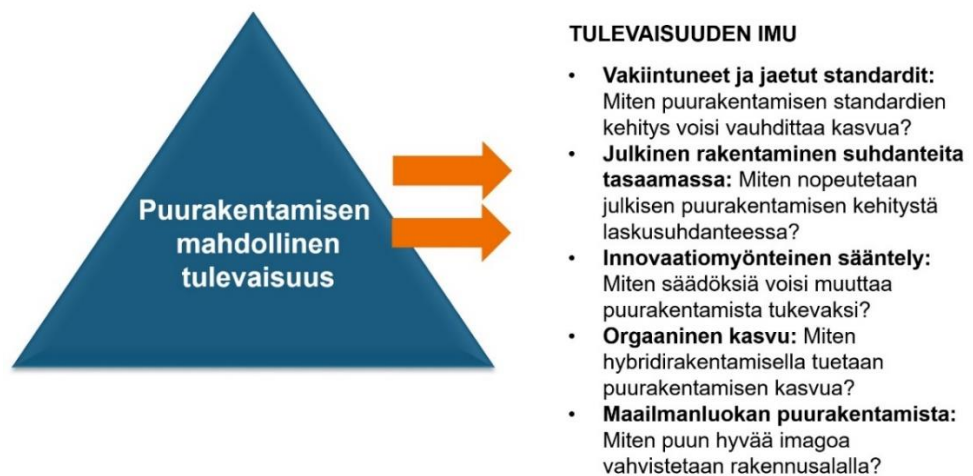 Puurakentamisen
mahdollinen
tulevaisuus
TULEVAISUUDEN IMU
• Vakiintuneet ja jaetut standardit:
Miten puurakentamisen standardien
kehitys voisi vauhdittaa kasvua?
• Julkinen rakentaminen suhdanteita
tasaamassa: Miten nopeutetaan
julkisen puurakentamisen kehitystä
laskusuhdanteessa?
• Innovaatiomyönteinen sääntely:
Miten säädöksiä voisi muuttaa
puurakentamista tukevaksi?
• Orgaaninen kasvu: Miten
hybridirakentamisella tuetaan
puurakentamisen kasvua?
• Maailmanluokan puurakentamista:
Miten puun hyvää imagoa
vahvistetaan rakennusalalla?